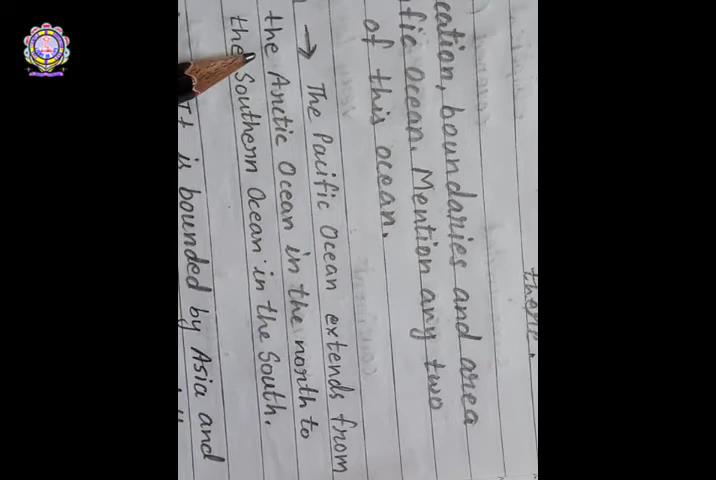 there.
cation, boundaries and area
fic Ocean. Mention any two
of this ocean.
→ The Pacific Ocean extends from
the Arctic Ocean in the north to
the Southern Ocean in the South.
It is bounded by Asia and